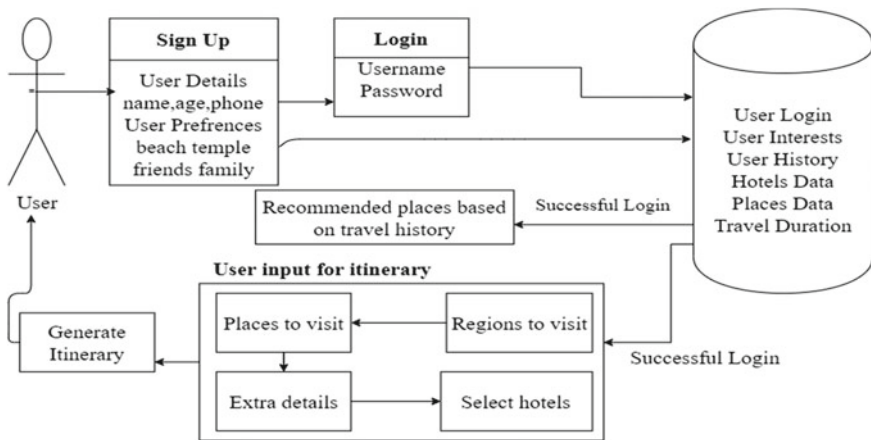 Sign Up
User Details
name,age,phone
User Prefrences
beach temple
friends family
Login
Username
Password
User Login
User Interests
User History
Hotels Data
Places Data
Travel Duration
User
Recommended places based
on travel history
Successful Login
User input for itinerary
Places to visit
Regions to visit
Extra details
Select hotels
Successful Login
Generate
Itinerary